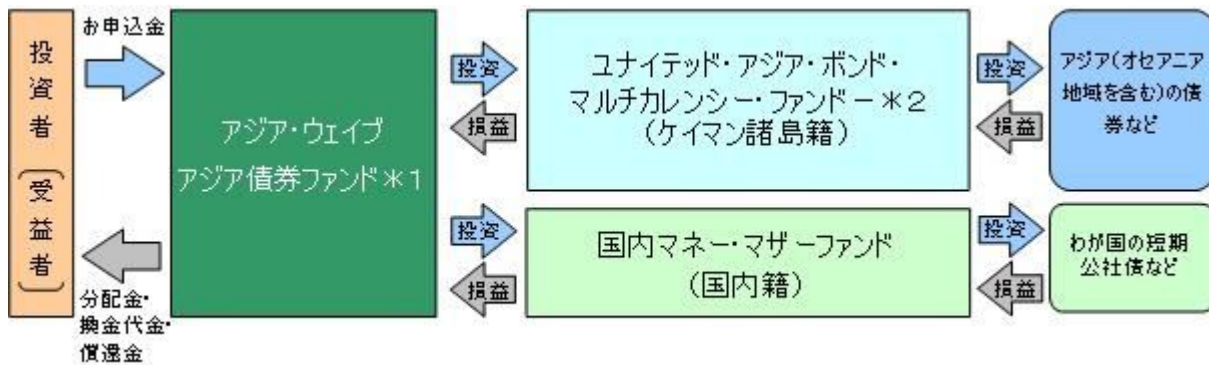 投資者（受益者）
お申込金
分配金・
換金代金・
償還金
アジア・ウェイブ
アジア債券ファンド＊1
投資
損益
ユナイテッド・アジア・ボンド・
マルチカレンシー・ファンドー＊2
（ケイマン諸島籍）
投資
損益
アジア（オセアニア
地域を含む）の債
券など
投資
損益
国内マネー・マザーファンド
（国内籍）
投資
損益
わが国の短期
公社債など